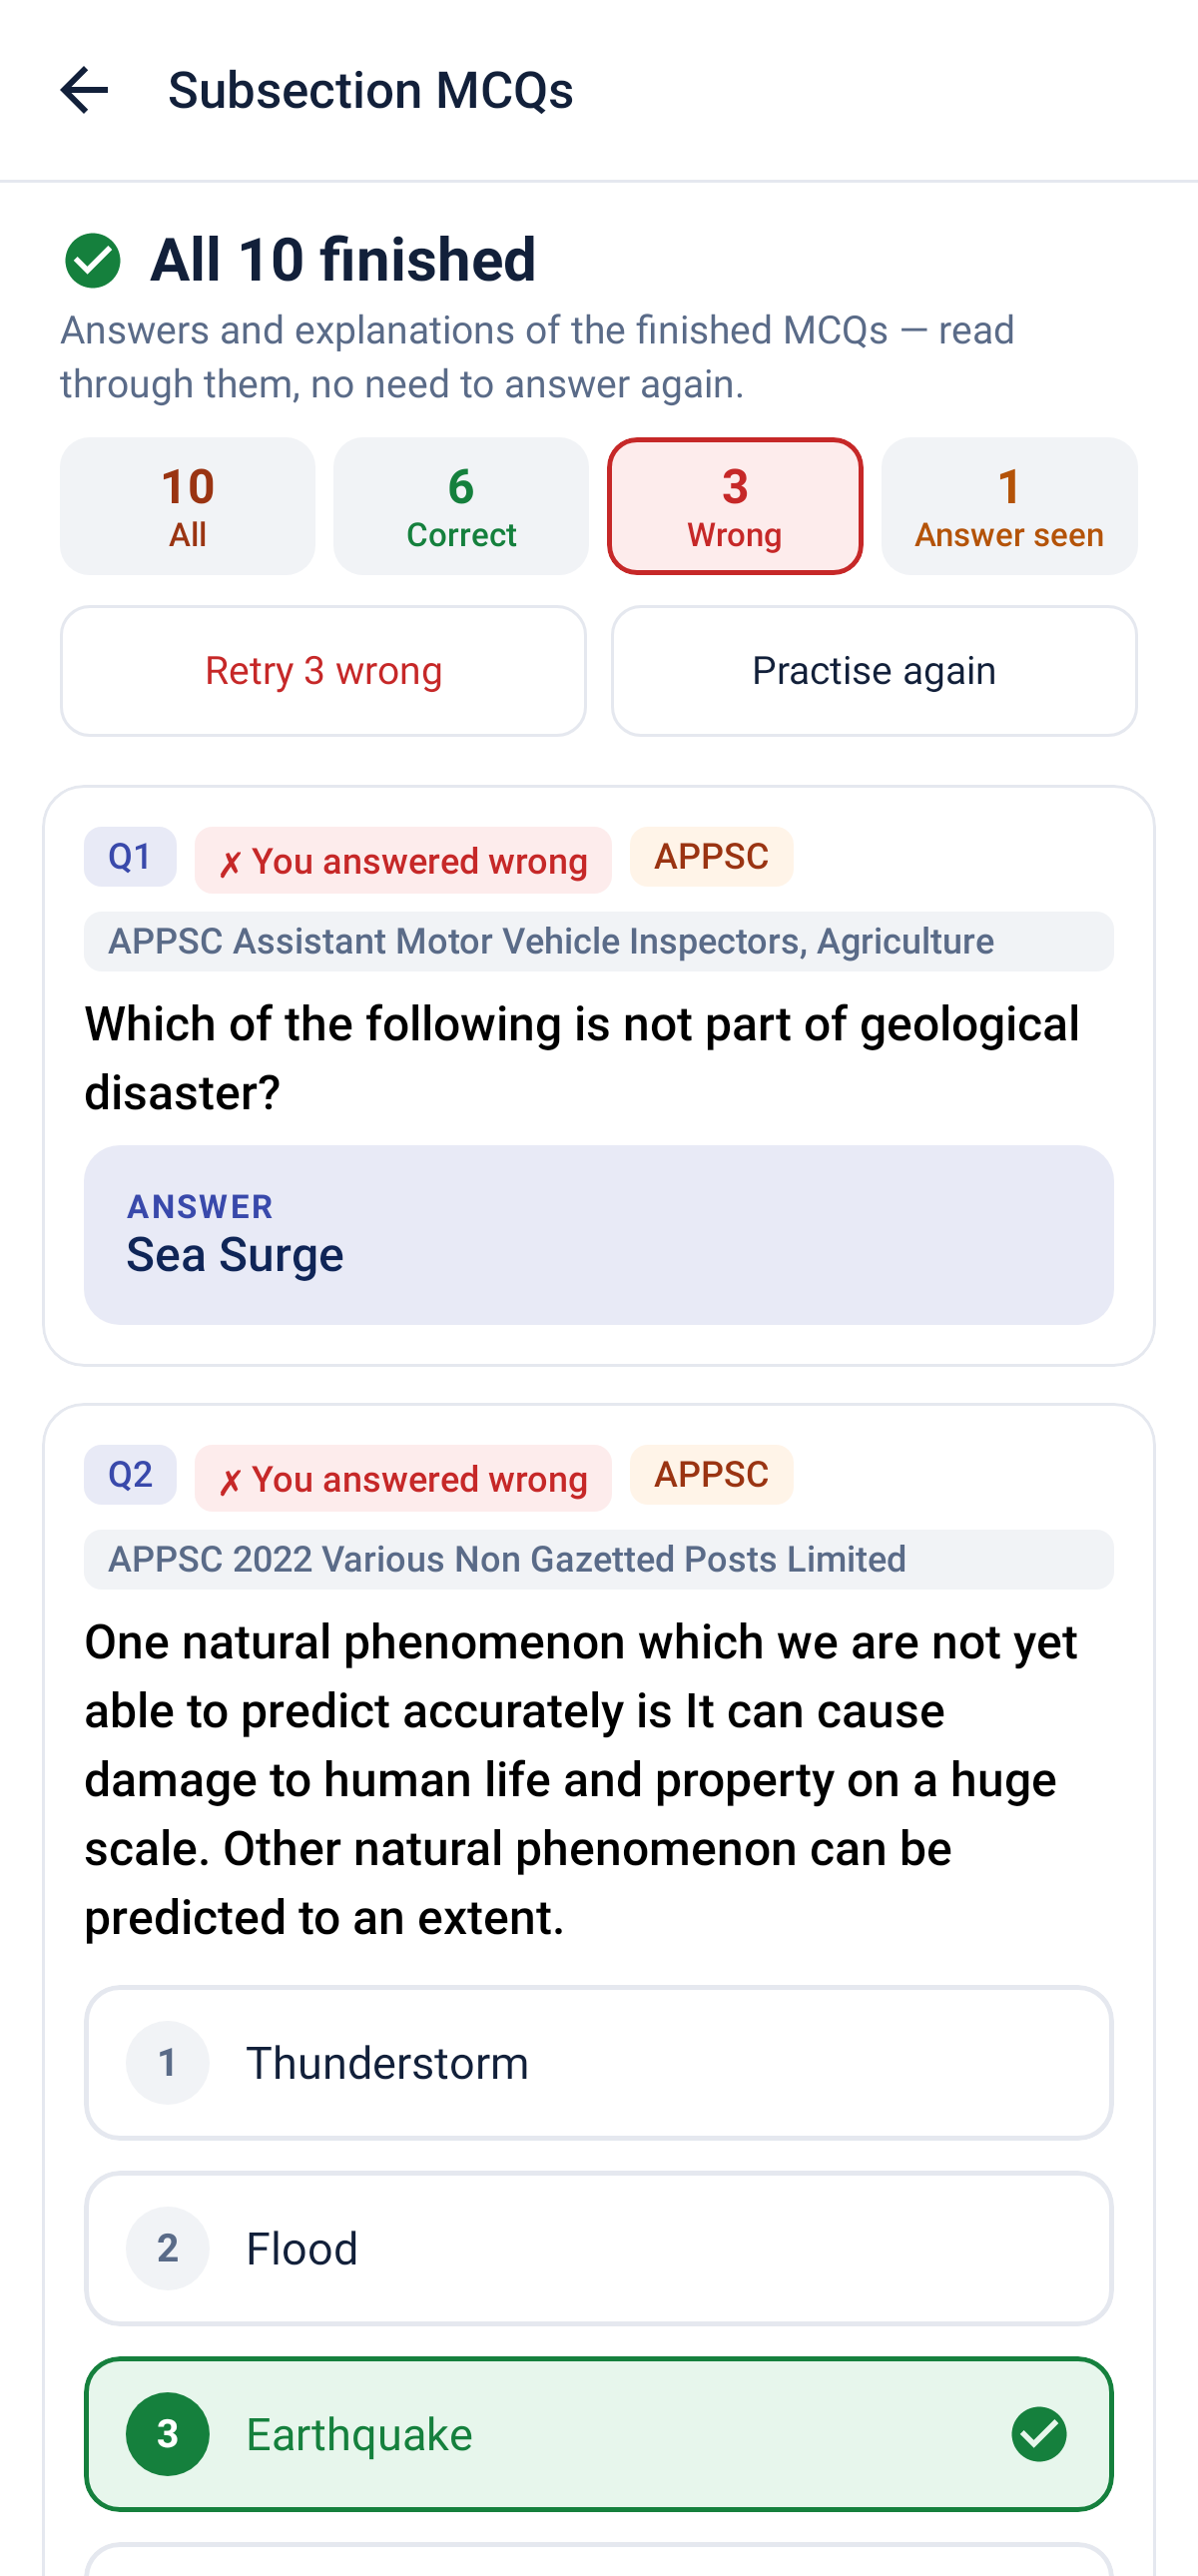 Subsection MCQs
All 10 finished
Answers and explanations of the finished MCQs — read
through them, no need to answer again.
10
All
6
Correct
3
Wrong
1
Answer seen
Retry 3 wrong
Practise again
Q1
✗ You answered wrong
APPSC
APPSC Assistant Motor Vehicle Inspectors, Agriculture
Which of the following is not part of geological
disaster?
ANSWER
Sea Surge
Q2
✗ You answered wrong
APPSC
APPSC 2022 Various Non Gazetted Posts Limited
One natural phenomenon which we are not yet
able to predict accurately is It can cause
damage to human life and property on a huge
scale. Other natural phenomenon can be
predicted to an extent.
1 Thunderstorm
2 Flood
3 Earthquake